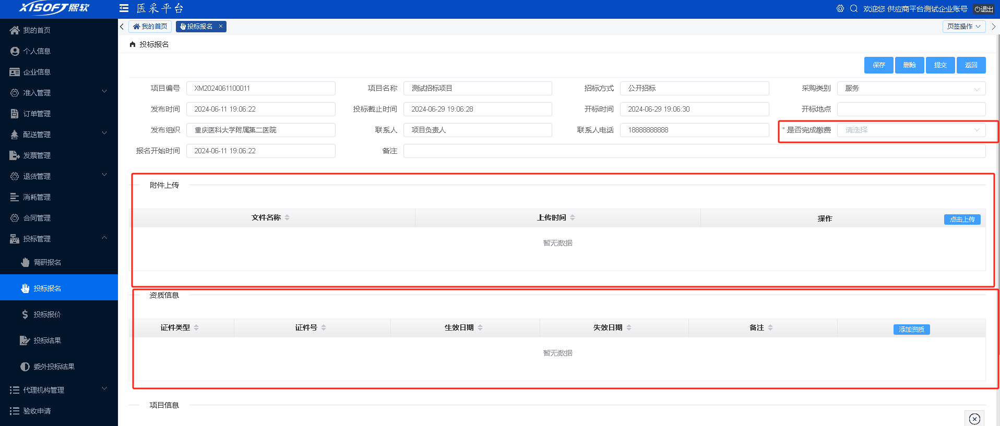 XISOFT熙软
医采平台
欢迎您 供应商平台测试企业账号
退出
我的首页
投标报名
页签操作
投标报名
我的首页
个人信息
企业信息
准入管理
订单管理
配送管理
发票管理
退货管理
消耗管理
合同管理
投标管理
调研报名
投标报名
投标报价
投标结果
委外投标结果
代理机构管理
验收申请
保存 删除 提交 返回
项目编号 XM2024061100011 项目名称 测试招标项目 招标方式 公开招标 采购类别 服务
发布时间 2024-06-11 19:06:22 投标截止时间 2024-06-29 19:06:28 开标时间 2024-06-29 19:06:30 开标地点
发布组织 重庆医科大学附属第二医院 联系人 项目负责人 联系人电话 18888888888 * 是否完成缴费 请选择
报名开始时间 2024-06-11 19:06:22 备注
附件上传
文件名称 上传时间 操作 点击上传
暂无数据
资质信息
证件类型 证件号 生效日期 失效日期 备注 添加资质
暂无数据
项目信息